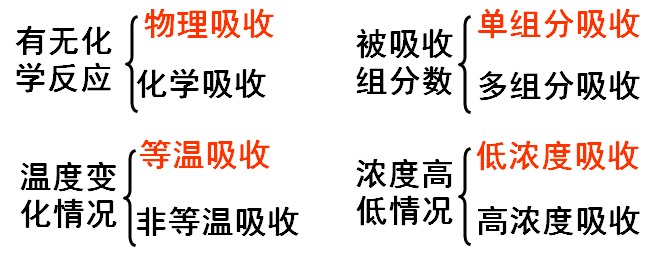 有无化
学反应
物理吸收
化学吸收
被吸收
组分数
单组分吸收
多组分吸收
温度变
化情况
等温吸收
非等温吸收
浓度高
低情况
低浓度吸收
高浓度吸收